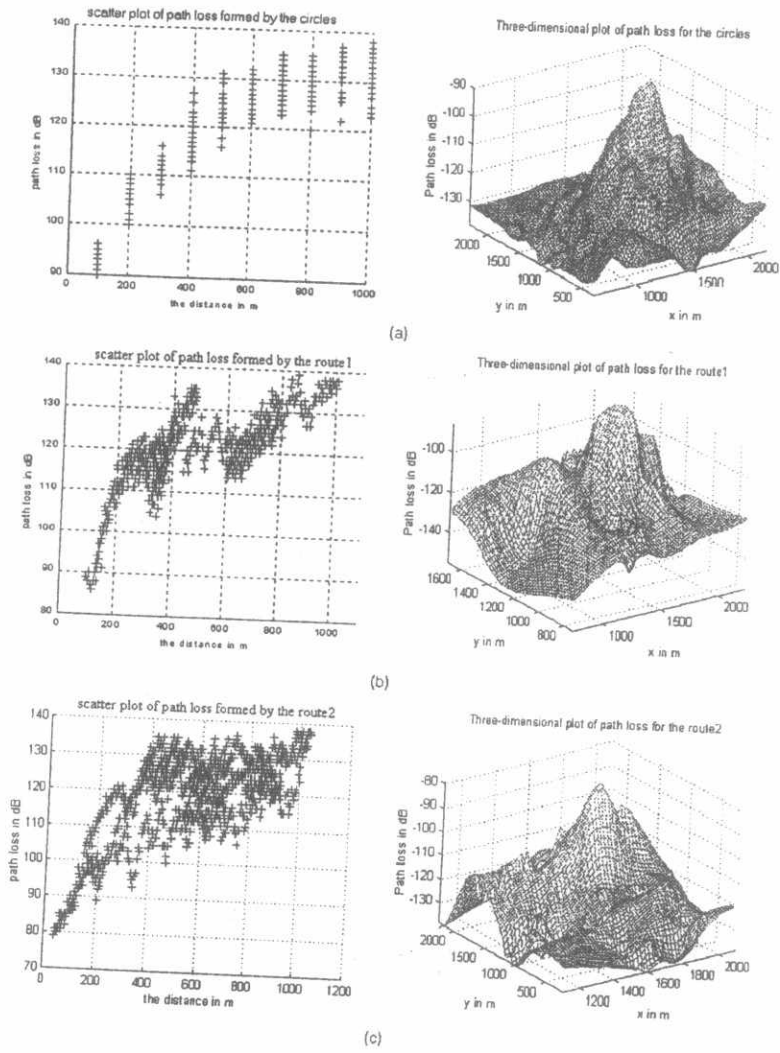 scatter plot of path loss formed by the circles
140
130
120
110
100
90
path loss in dB
0 200 400 600 800 1000
the distance in m
Three-dimensional plot of path loss for the circles
-90
-100
-110
-120
-130
Path loss in dB
2000 1500 1000 500
y in m
1000 1500 2000
x in m
(a)
scatter plot of path loss formed by the route1
140
130
120
110
100
90
80
path loss in dB
0 200 400 600 800 1000
the distance in m
Three-dimensional plot of path loss for the route1
-100
-120
-130
-140
Path loss in dB
1600 1400 1200 1000 800
y in m
1000 1500 2000
x in m
(b)
scatter plot of path loss formed by the route2
140
130
120
110
100
90
80
70
path loss in dB
0 200 400 600 800 1000 1200
the distance in m
Three-dimensional plot of path loss for the route2
-80
-90
-100
-110
-120
-130
Path loss in dB
2000 1500 1000 500
y in m
1200 1400 1600 1800 2000
x in m
(c)